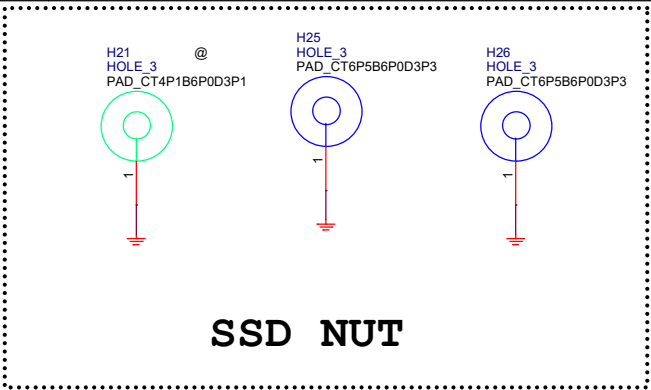 H21 @
HOLE_3
PAD_CT4P1B6P0D3P1
1
H25
HOLE_3
PAD_CT6P5B6P0D3P3
1
H26
HOLE_3
PAD_CT6P5B6P0D3P3
1
SSD NUT